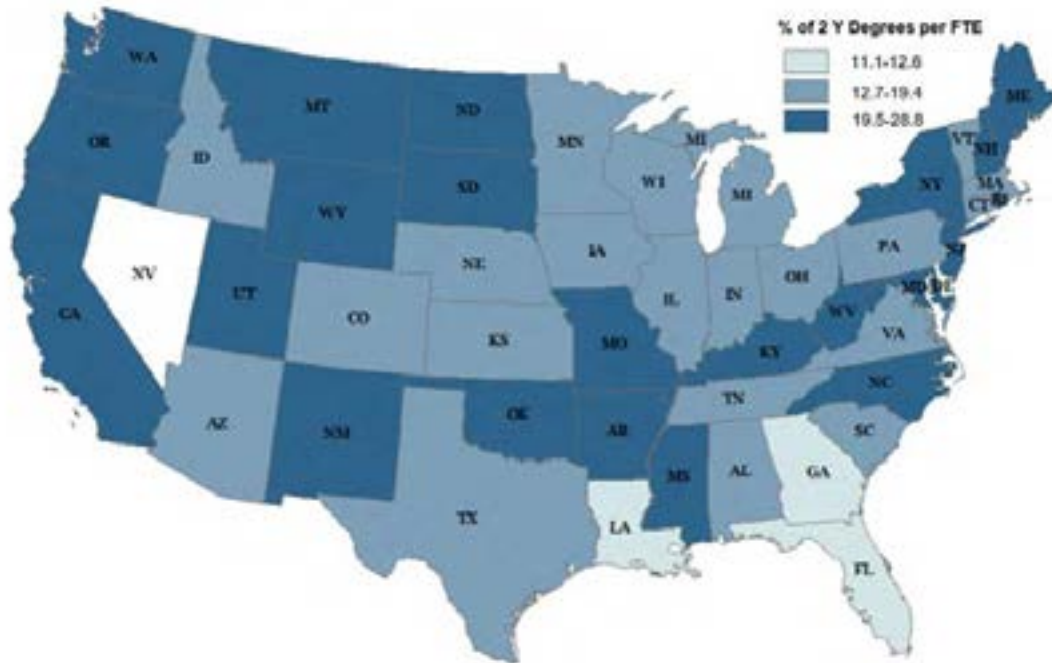 % of 2 Y Degrees per FTE
11.1-12.6
12.7-19.4
19.5-28.8
WA
MT
ND
MN
MI
ME
VT
NH
OR
ID
SD
WI
MI
NY
MA
CT
RI
WY
IA
PA
NJ
NV
NE
IL
IN
OH
MD
DE
CA
UT
CO
KS
MO
KY
WV
VA
AZ
NM
OK
AR
TN
NC
SC
TX
LA
MS
AL
GA
FL